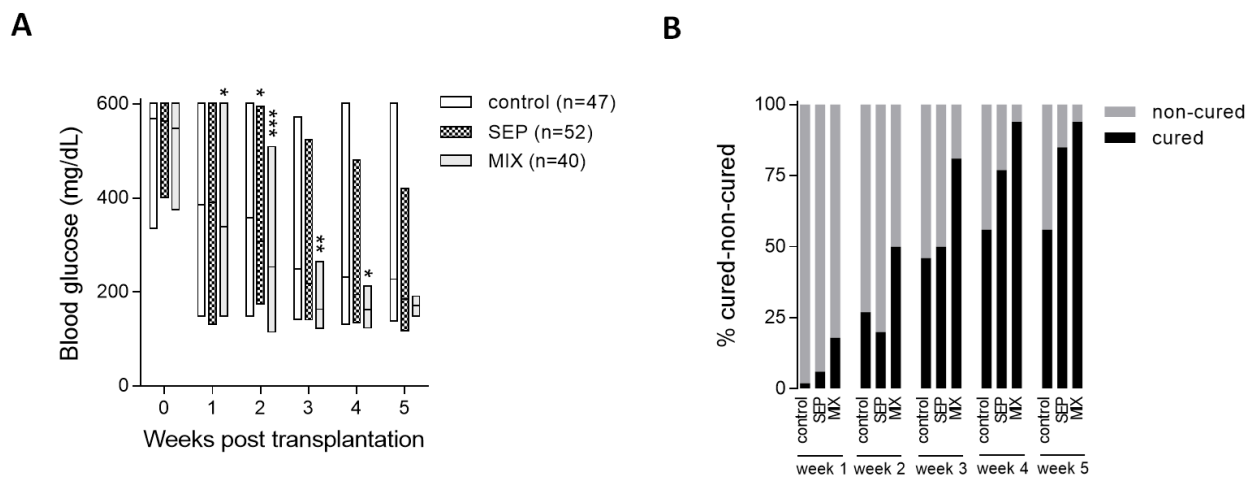 A
Blood glucose (mg/dL)
600
400
200
0
*
*
***
**
*
0 1 2 3 4 5
Weeks post transplantation
control (n=47)
SEP (n=52)
MIX (n=40)
B
% cured-non-cured
100
75
50
25
0
non-cured
cured
control SEP MIX control SEP MIX control SEP MIX control SEP MIX control SEP MIX
week 1 week 2 week 3 week 4 week 5